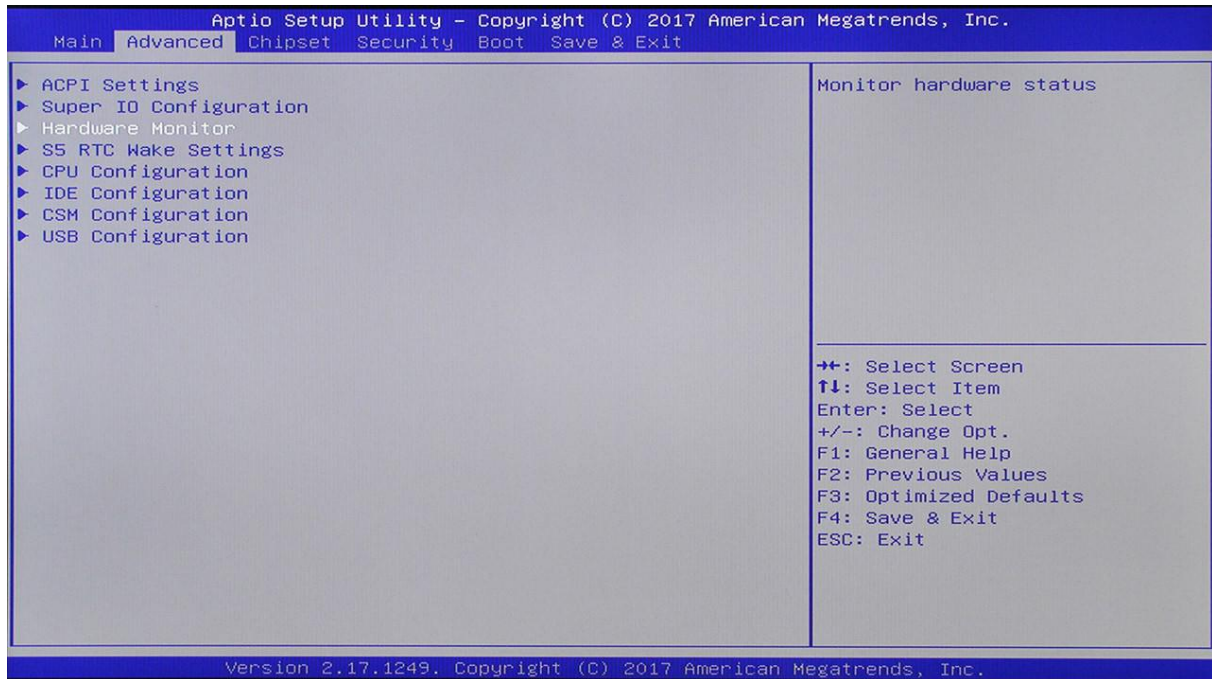 Aptio Setup Utility – Copyright (C) 2017 American Megatrends, Inc.
Main Advanced Chipset Security Boot Save & Exit
► ACPI Settings
► Super IO Configuration
► Hardware Monitor
► S5 RTC Wake Settings
► CPU Configuration
► IDE Configuration
► CSM Configuration
► USB Configuration
Monitor hardware status
→←: Select Screen
↑↓: Select Item
Enter: Select
+/-: Change Opt.
F1: General Help
F2: Previous Values
F3: Optimized Defaults
F4: Save & Exit
ESC: Exit
Version 2.17.1249. Copyright (C) 2017 American Megatrends, Inc.